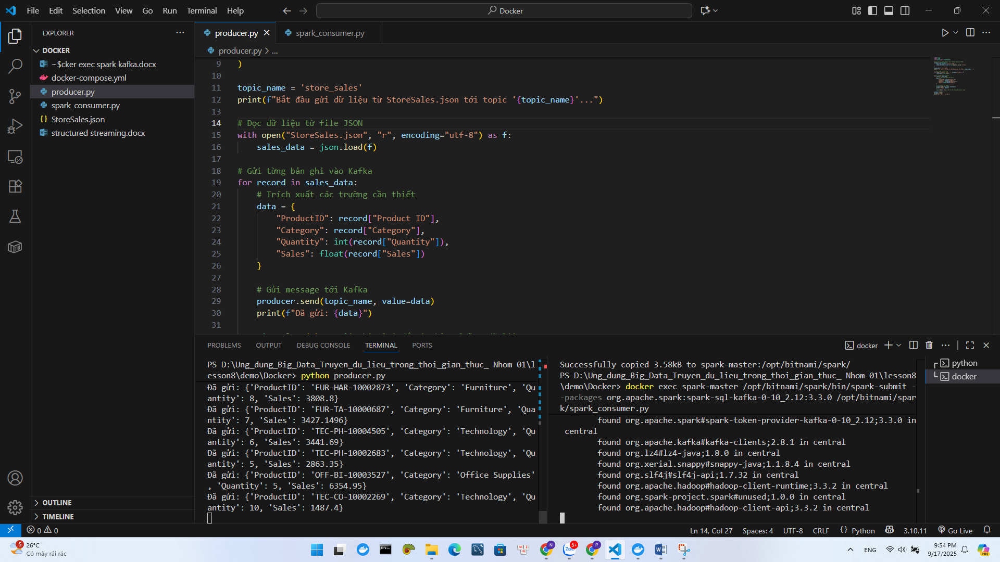 File Edit Selection View Go Run Terminal Help
Docker
EXPLORER
DOCKER
~$cker exec spark kafka.docx
docker-compose.yml
producer.py
spark_consumer.py
StoreSales.json
structured streaming.docx
OUTLINE
TIMELINE
producer.py
spark_consumer.py
producer.py > ...
9 )
10
11 topic_name = 'store_sales'
12 print(f"Bắt đầu gửi dữ liệu từ StoreSales.json tới topic '{topic_name}'...")
13
14 # Đọc dữ liệu từ file JSON
15 with open("StoreSales.json", "r", encoding="utf-8") as f:
16 sales_data = json.load(f)
17
18 # Gửi từng bản ghi vào Kafka
19 for record in sales_data:
20 # Trích xuất các trường cần thiết
21 data = {
22 "ProductID": record["Product ID"],
23 "Category": record["Category"],
24 "Quantity": int(record["Quantity"]),
25 "Sales": float(record["Sales"])
26 }
27
28 # Gửi message tới Kafka
29 producer.send(topic_name, value=data)
30 print(f"Đã gửi: {data}")
31
PROBLEMS OUTPUT DEBUG CONSOLE TERMINAL PORTS
docker
PS D:\Ung_dung_Big_Data_Truyen_du_lieu_trong_thoi_gian_thuc_ Nhom 01\l
esson8\demo\Docker> python producer.py
Đã gửi: {'ProductID': 'FUR-HAR-10002873', 'Category': 'Furniture', 'Qu
antity': 8, 'Sales': 3808.8}
Đã gửi: {'ProductID': 'FUR-TA-10000687', 'Category': 'Furniture', 'Qua
ntity': 7, 'Sales': 3427.1496}
Đã gửi: {'ProductID': 'TEC-PH-10004505', 'Category': 'Technology', 'Qu
antity': 6, 'Sales': 3441.69}
Đã gửi: {'ProductID': 'TEC-PH-10002683', 'Category': 'Technology', 'Qu
antity': 5, 'Sales': 2863.35}
Đã gửi: {'ProductID': 'OFF-BI-10003527', 'Category': 'Office Supplies'
, 'Quantity': 5, 'Sales': 6354.95}
Đã gửi: {'ProductID': 'TEC-CO-10002269', 'Category': 'Technology', 'Qu
antity': 10, 'Sales': 1487.4}
Successfully copied 3.58kB to spark-master:/opt/bitnami/spark/
PS D:\Ung_dung_Big_Data_Truyen_du_lieu_trong_thoi_gian_thuc_ Nhom 01\lesson8
\demo\Docker> docker exec spark-master /opt/bitnami/spark/bin/spark-submit -
-packages org.apache.spark:spark-sql-kafka-0-10_2.12:3.3.0 /opt/bitnami/spar
k/spark_consumer.py
found org.apache.spark#spark-token-provider-kafka-0-10_2.12;3.3.0 in
central
found org.apache.kafka#kafka-clients;2.8.1 in central
found org.lz4#lz4-java;1.8.0 in central
found org.xerial.snappy#snappy-java;1.1.8.4 in central
found org.slf4j#slf4j-api;1.7.32 in central
found org.apache.hadoop#hadoop-client-runtime;3.3.2 in central
found org.spark-project.spark#unused;1.0.0 in central
found org.apache.hadoop#hadoop-client-api;3.3.2 in central
python
docker
0 0
Ln 14, Col 27 Spaces: 4 UTF-8 CRLF {} Python 3.10.11 Go Live
5
26°C
Có mây rải rác
N
Zalo
5+
P
ENG
9:54 PM
9/17/2025
PRE